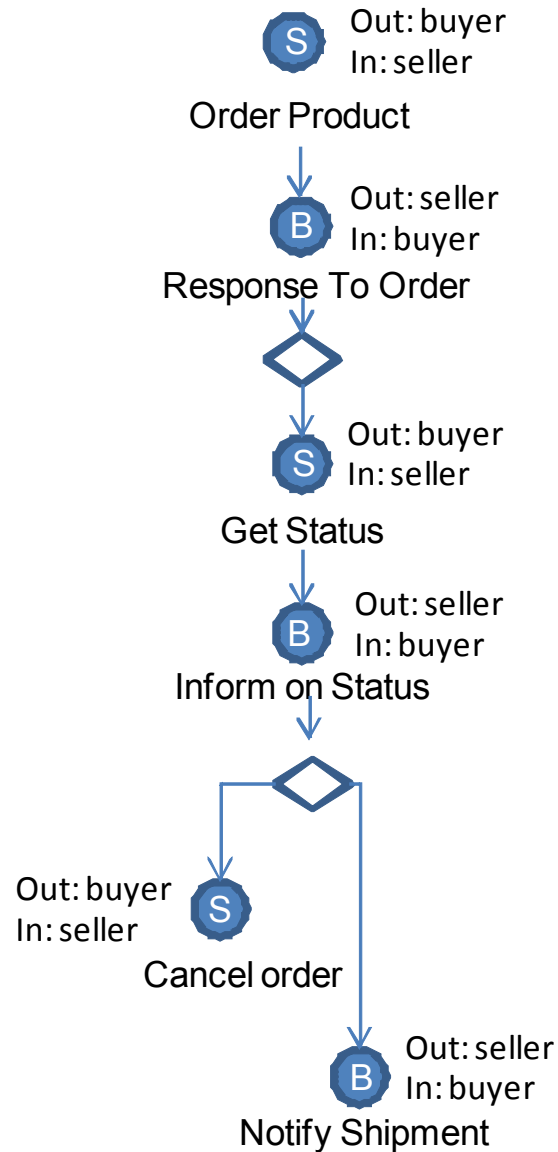 S
Out: buyer
In: seller
Order Product
B
Out: seller
In: buyer
Response To Order
S
Out: buyer
In: seller
Get Status
B
Out: seller
In: buyer
Inform on Status
Out: buyer
In: seller
S
Cancel order
B
Out: seller
In: buyer
Notify Shipment